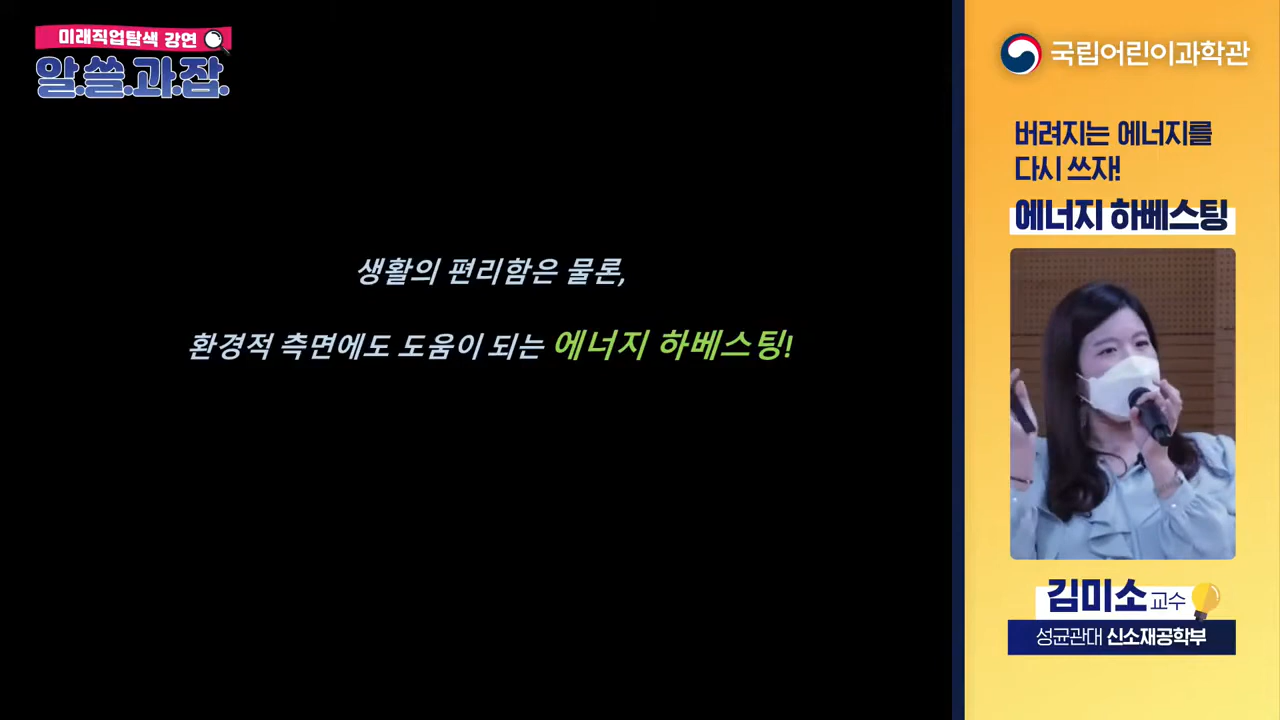 미래직업탐색 강연
알.쓸.과.잡.
생활의 편리함은 물론,
환경적 측면에도 도움이 되는 에너지 하베스팅!
국립어린이과학관
버려지는 에너지를
다시 쓰자!
에너지 하베스팅
김미소 교수
성균관대 신소재공학부